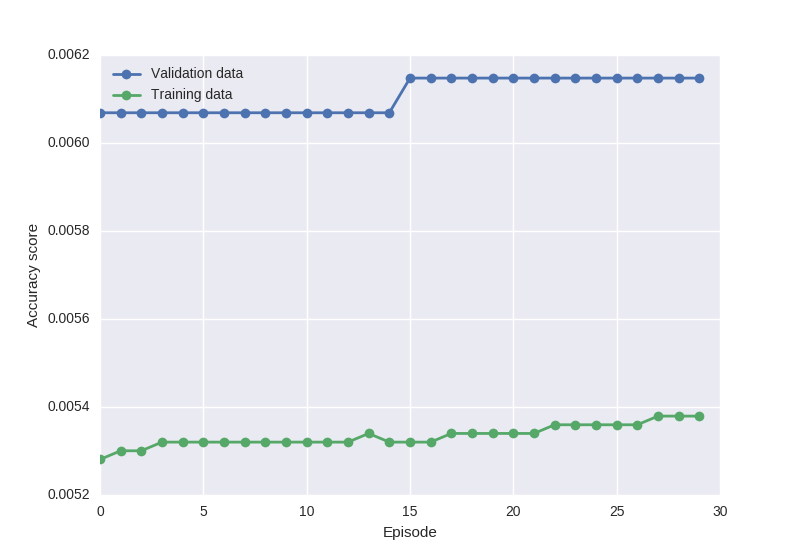 0.0062
Validation data
Training data
0.0060
0.0058
0.0056
0.0054
0.0052
Accuracy score
0 5 10 15 20 25 30
Episode